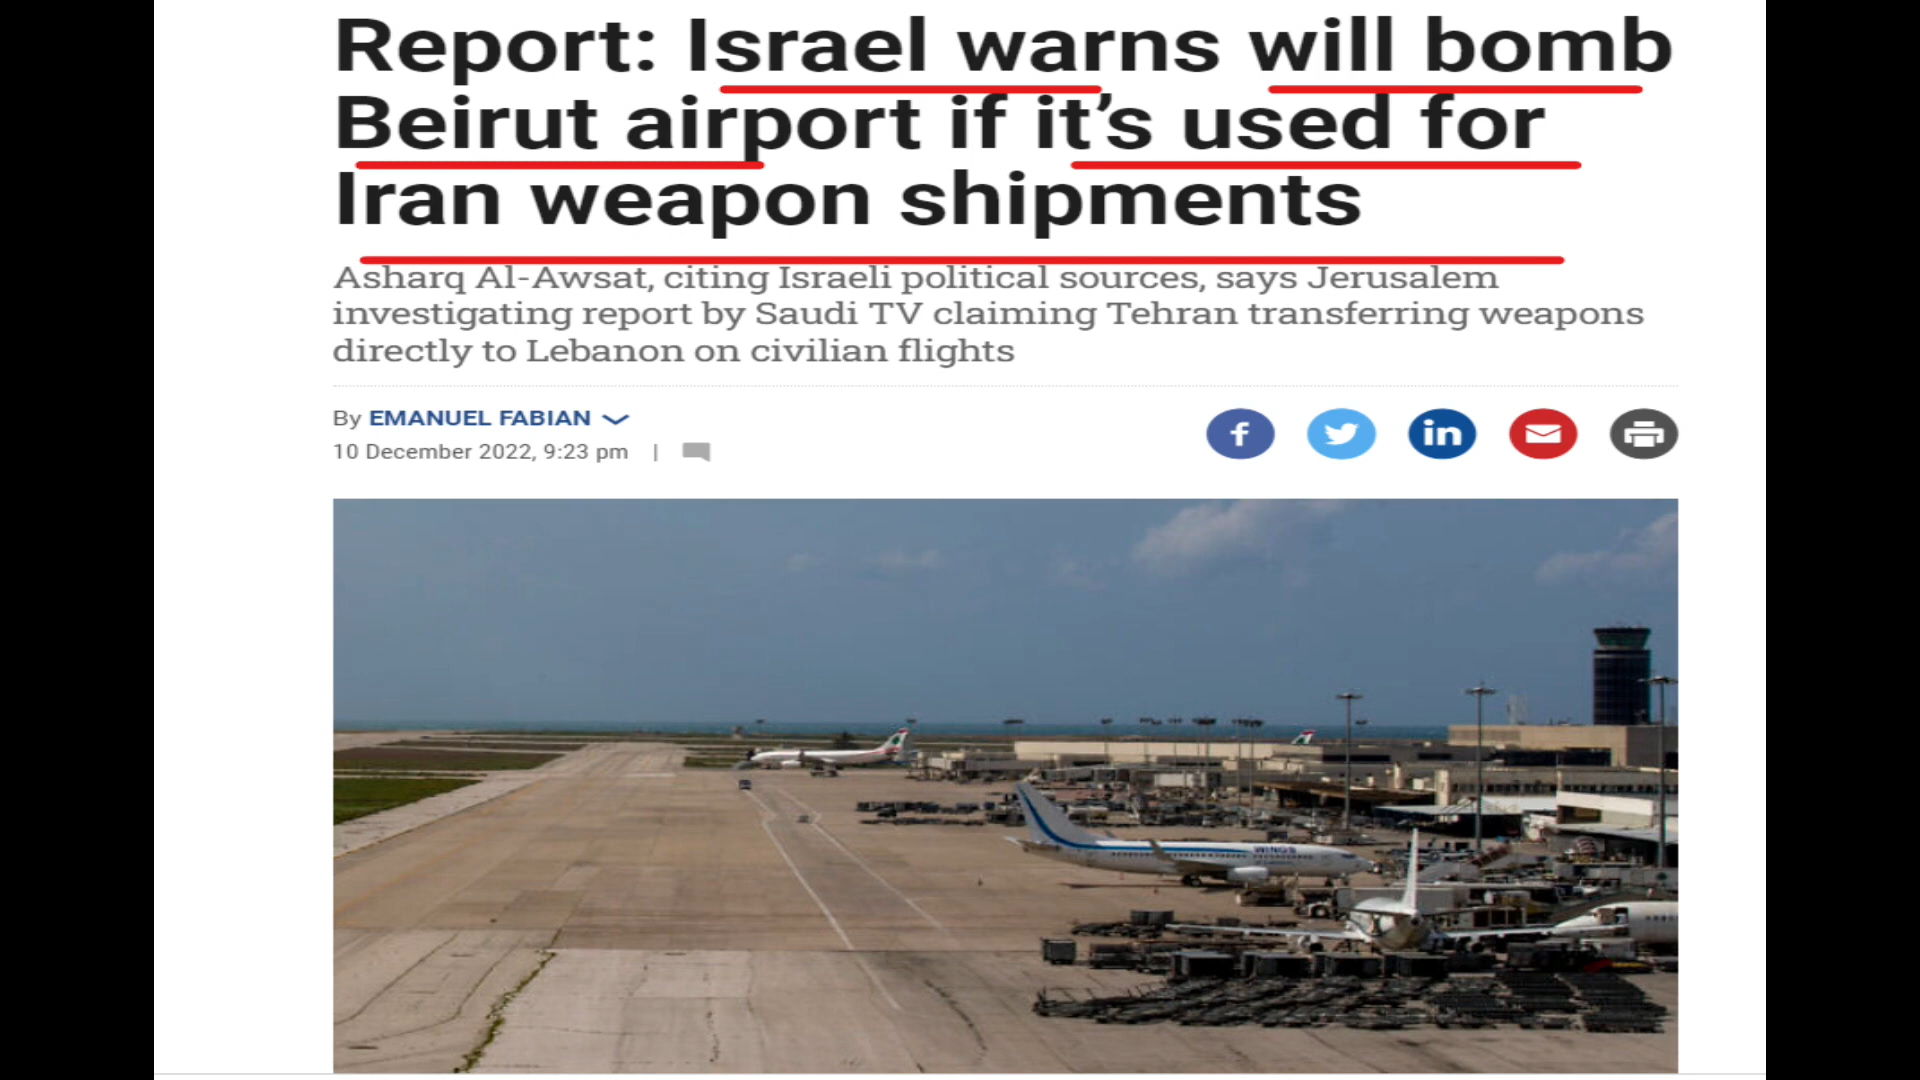 Report: Israel warns will bomb
Beirut airport if it’s used for
Iran weapon shipments
Asharq Al-Awsat, citing Israeli political sources, says Jerusalem
investigating report by Saudi TV claiming Tehran transferring weapons
directly to Lebanon on civilian flights
By EMANUEL FABIAN
10 December 2022, 9:23 pm |
f
in
WINGS